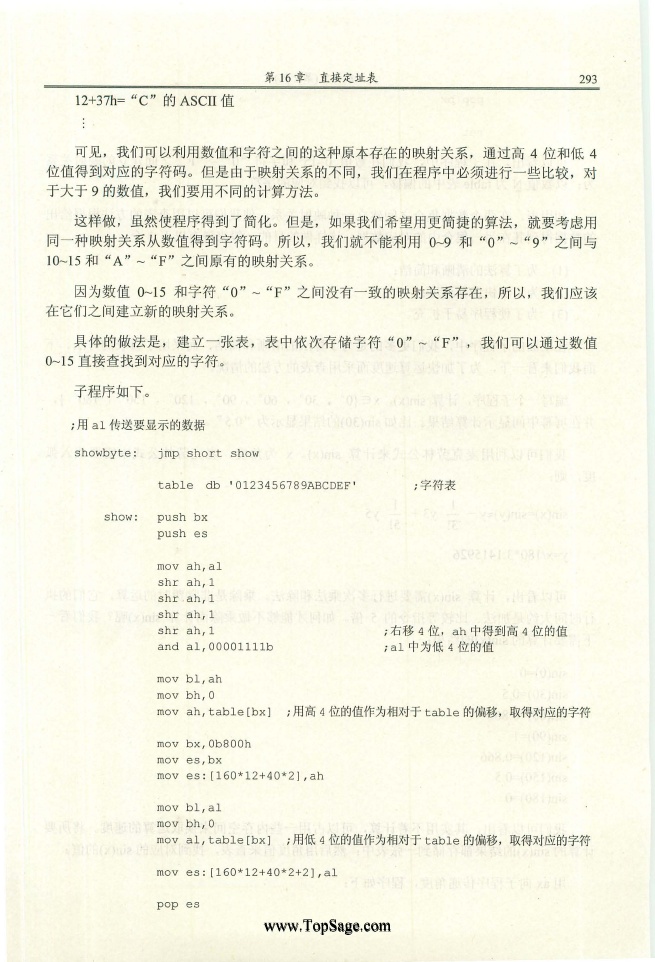 第 16 章 直接定址表 293
12+37h=“C”的 ASCII 值
⋮
可见，我们可以利用数值和字符之间的这种原本存在的映射关系，通过高 4 位和低 4
位值得到对应的字符码。但是由于映射关系的不同，我们在程序中必须进行一些比较，对
于大于 9 的数值，我们要用不同的计算方法。
这样做，虽然使程序得到了简化。但是，如果我们希望用更简捷的算法，就要考虑用
同一种映射关系从数值得到字符码。所以，我们就不能利用 0~9 和“0”~“9”之间与
10~15 和“A”~“F”之间原有的映射关系。
因为数值 0~15 和字符“0”~“F”之间没有一致的映射关系存在，所以，我们应该
在它们之间建立新的映射关系。
具体的做法是，建立一张表，表中依次存储字符“0”~“F”，我们可以通过数值
0~15 直接查找到对应的字符。
子程序如下。
;用 al 传送要显示的数据
showbyte: jmp short show
table db '0123456789ABCDEF' ;字符表
show: push bx
push es
mov ah,al
shr ah,1
shr ah,1
shr ah,1
shr ah,1 ;右移 4 位，ah 中得到高 4 位的值
and al,00001111b ;al 中为低 4 位的值
mov bl,ah
mov bh,0
mov ah,table[bx] ;用高 4 位的值作为相对于 table 的偏移，取得对应的字符
mov bx,0b800h
mov es,bx
mov es:[160*12+40*2],ah
mov bl,al
mov bh,0
mov al,table[bx] ;用低 4 位的值作为相对于 table 的偏移，取得对应的字符
mov es:[160*12+40*2+2],al
pop es
www.TopSage.com